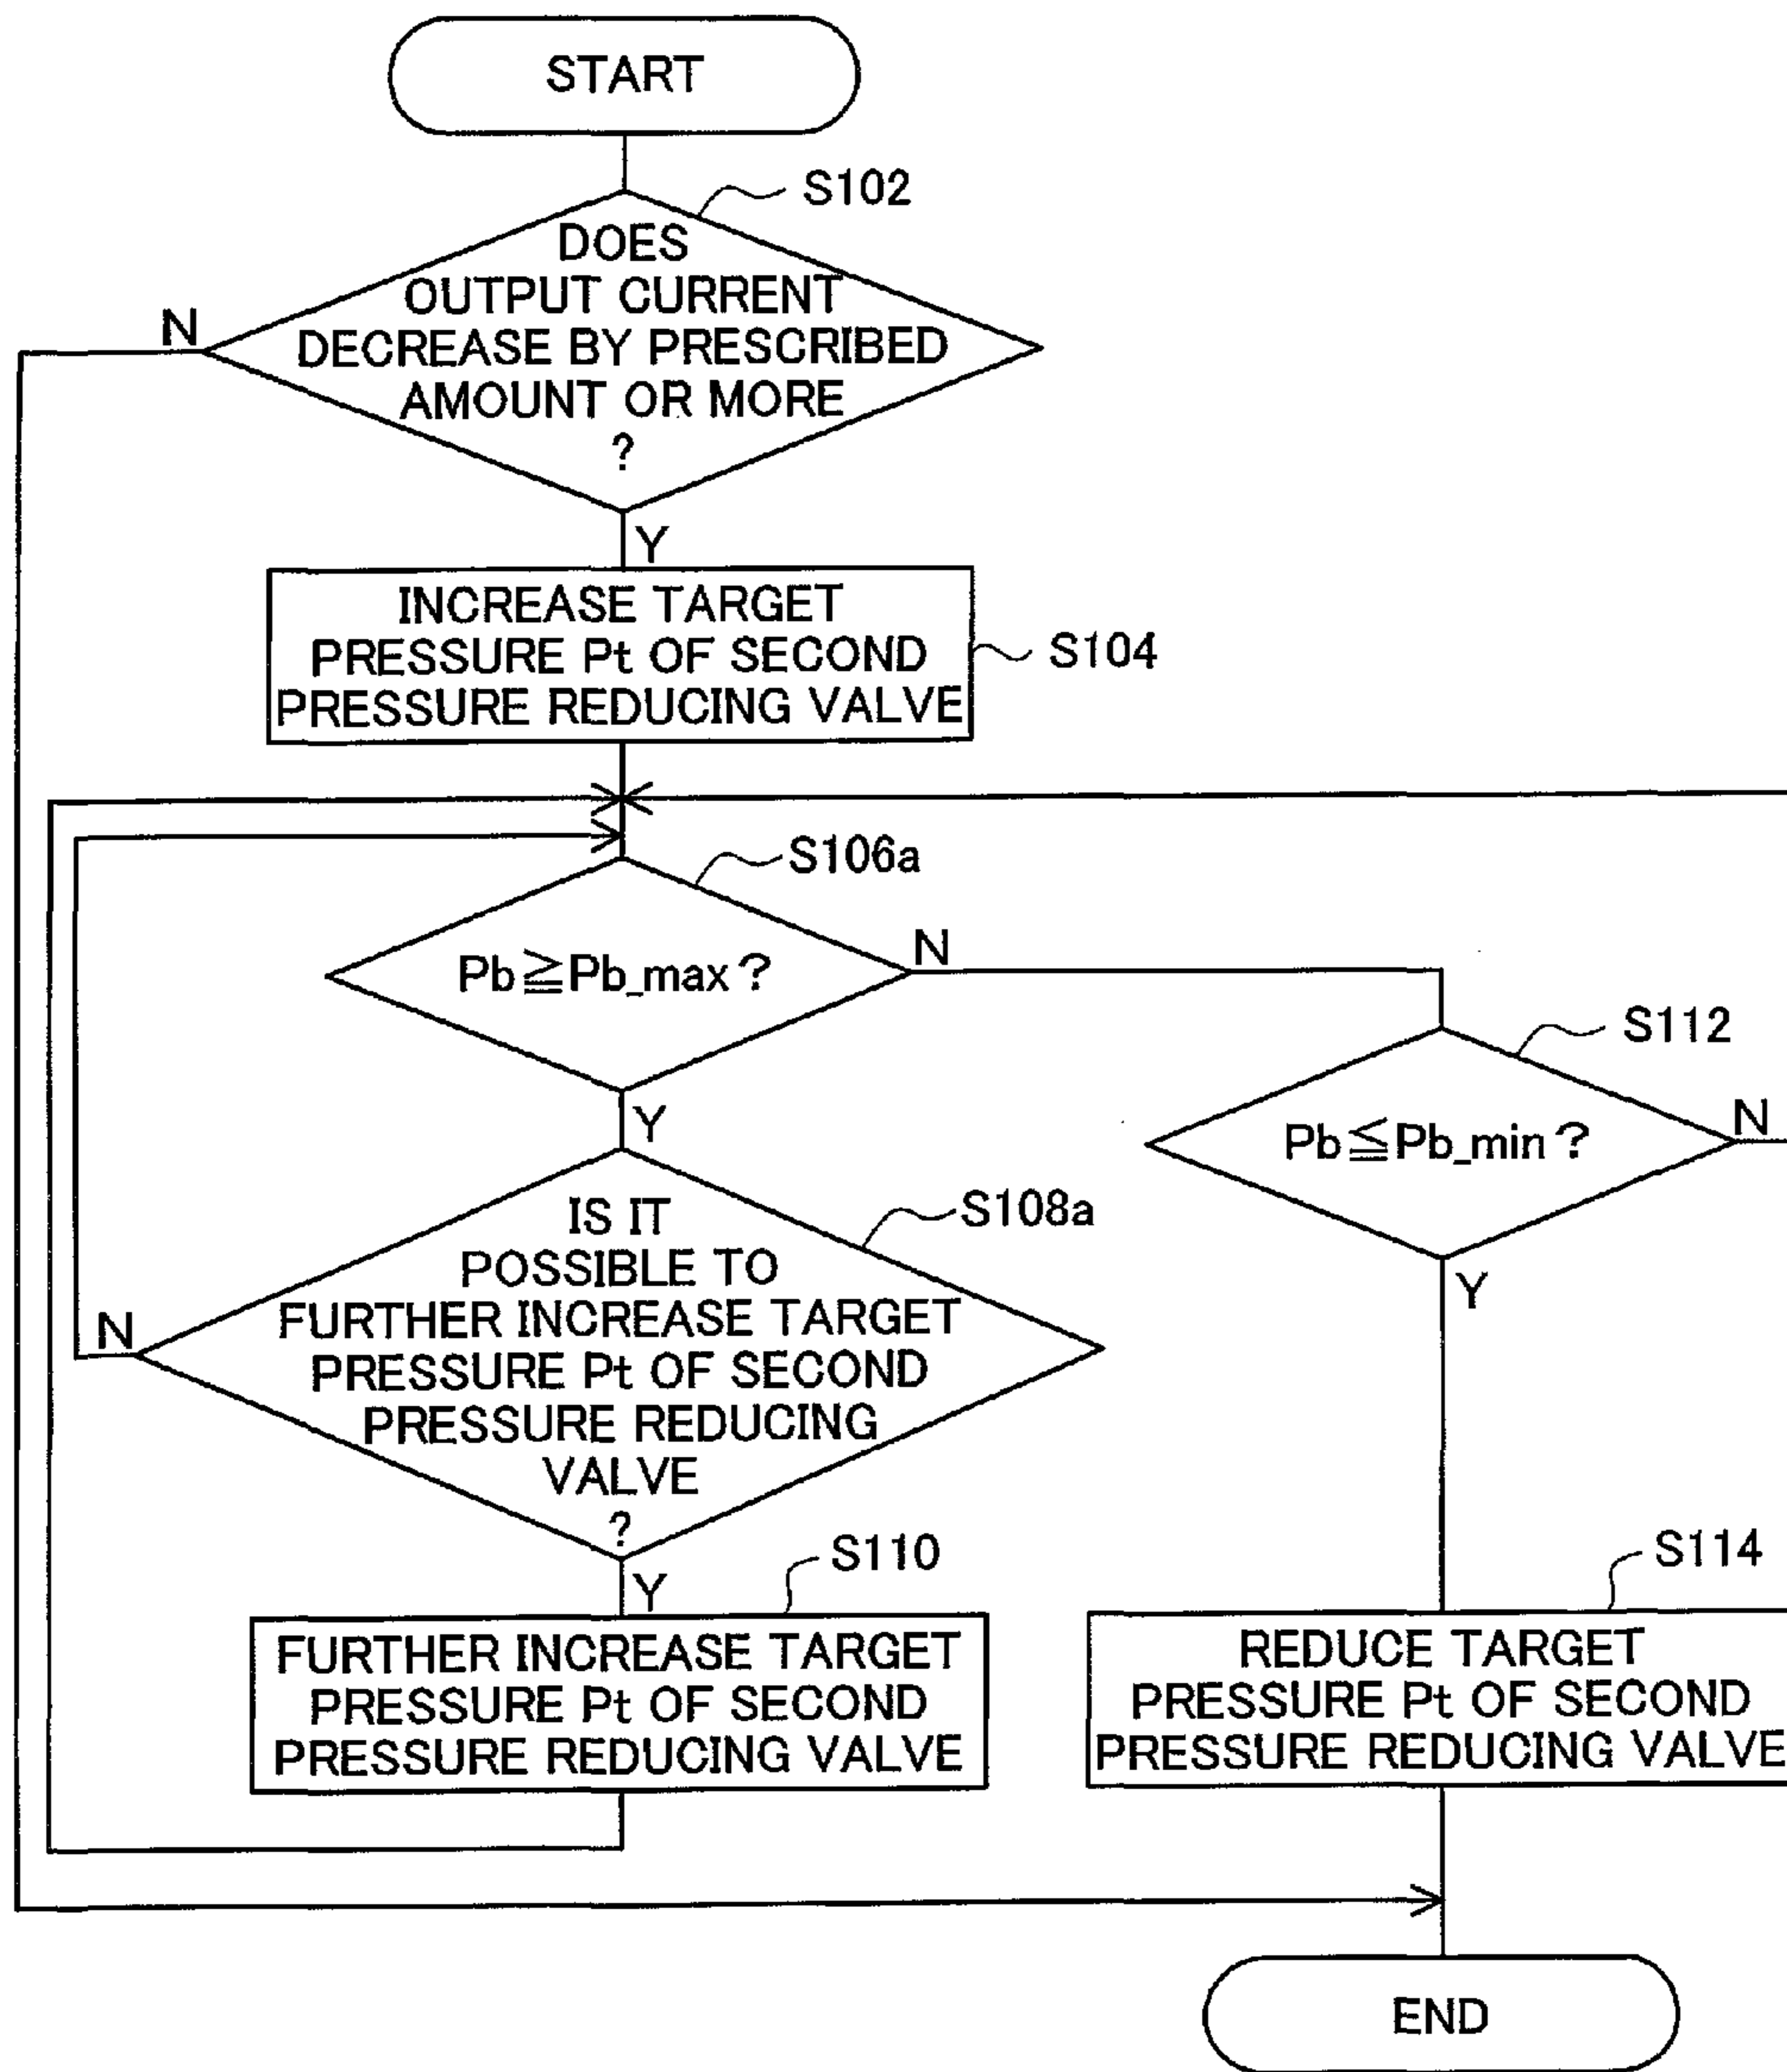 START
S102
DOES
OUTPUT CURRENT
DECREASE BY PRESCRIBED
AMOUNT OR MORE
?
N
Y
INCREASE TARGET
PRESSURE Pt OF SECOND
PRESSURE REDUCING VALVE
S104
S106a
Pb≧Pb_max?
N
Y
S112
Pb≦Pb_min?
N
Y
S108a
IS IT
POSSIBLE TO
FURTHER INCREASE TARGET
PRESSURE Pt OF SECOND
PRESSURE REDUCING
VALVE
?
N
Y
S110
FURTHER INCREASE TARGET
PRESSURE Pt OF SECOND
PRESSURE REDUCING VALVE
S114
REDUCE TARGET
PRESSURE Pt OF SECOND
PRESSURE REDUCING VALVE
END